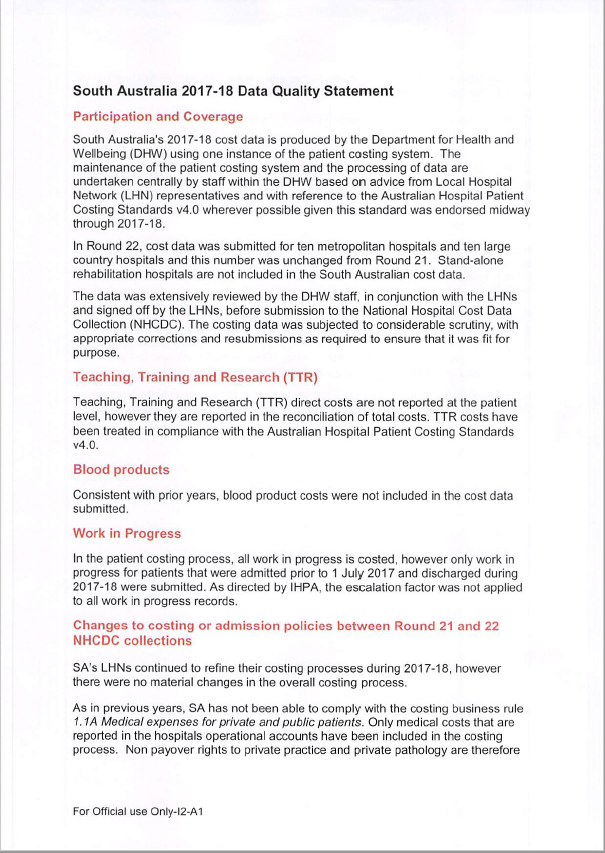 South Australia 2017-18 Data Quality Statement
Participation and Coverage
South Australia's 2017-18 cost data is produced by the Department for Health and
Wellbeing (DHW) using one instance of the patient costing system. The
maintenance of the patient costing system and the processing of data are
undertaken centrally by staff within the DHW based on advice from Local Hospital
Network (LHN) representatives and with reference to the Australian Hospital Patient
Costing Standards v4.0 wherever possible given this standard was endorsed midway
through 2017-18.
In Round 22, cost data was submitted for ten metropolitan hospitals and ten large
country hospitals and this number was unchanged from Round 21. Stand-alone
rehabilitation hospitals are not included in the South Australian cost data.
The data was extensively reviewed by the DHW staff, in conjunction with the LHNs
and signed off by the LHNs, before submission to the National Hospital Cost Data
Collection (NHCDC). The costing data was subjected to considerable scrutiny, with
appropriate corrections and resubmissions as required to ensure that it was fit for
purpose.
Teaching, Training and Research (TTR)
Teaching, Training and Research (TTR) direct costs are not reported at the patient
level, however they are reported in the reconciliation of total costs. TTR costs have
been treated in compliance with the Australian Hospital Patient Costing Standards
v4.0.
Blood products
Consistent with prior years, blood product costs were not included in the cost data
submitted.
Work in Progress
In the patient costing process, all work in progress is costed, however only work in
progress for patients that were admitted prior to 1 July 2017 and discharged during
2017-18 were submitted. As directed by IHPA, the escalation factor was not applied
to all work in progress records.
Changes to costing or admission policies between Round 21 and 22
NHCDC collections
SA's LHNs continued to refine their costing processes during 2017-18, however
there were no material changes in the overall costing process.
As in previous years, SA has not been able to comply with the costing business rule
1.1A Medical expenses for private and public patients. Only medical costs that are
reported in the hospitals operational accounts have been included in the costing
process. Non payover rights to private practice and private pathology are therefore
For Official use Only-I2-A1